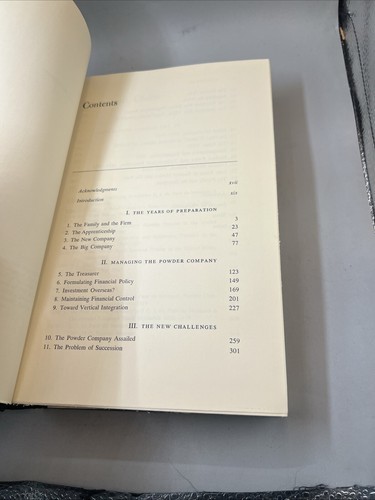 Contents
Acknowledgments xvii
Introduction xix
I. THE YEARS OF PREPARATION
1. The Family and the Firm 3
2. The Apprenticeship 23
3. The New Company 47
4. The Big Company 77
II. MANAGING THE POWDER COMPANY
5. The Treasurer 123
6. Formulating Financial Policy 149
7. Investment Overseas? 169
8. Maintaining Financial Control 201
9. Toward Vertical Integration 227
III. THE NEW CHALLENGES
10. The Powder Company Assailed 259
11. The Problem of Succession 301